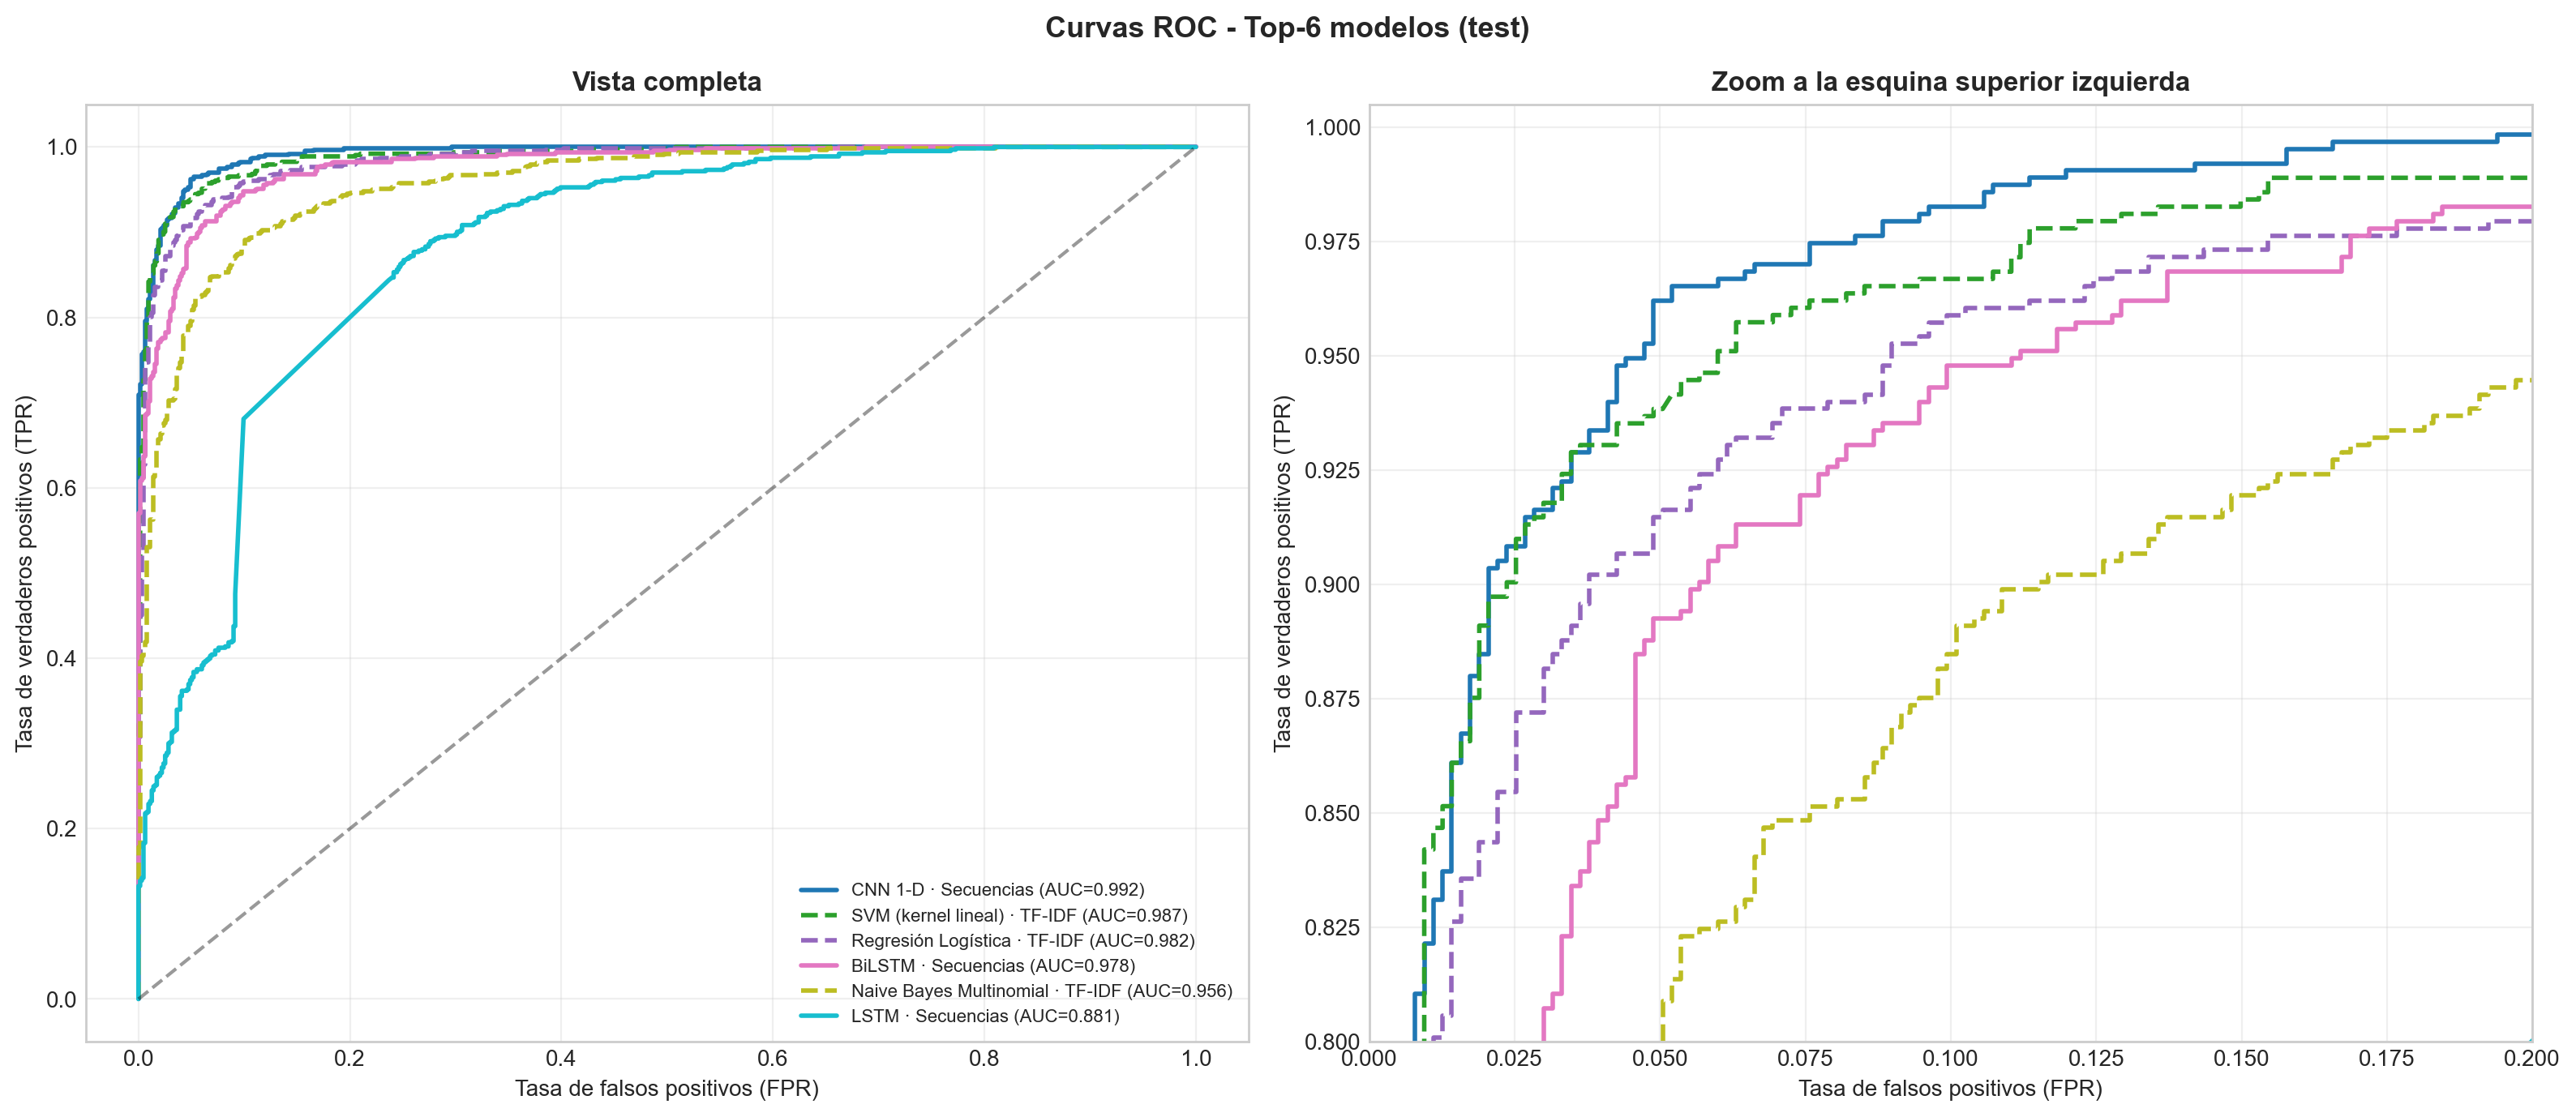 Curvas ROC - Top-6 modelos (test)
Vista completa
Tasa de verdaderos positivos (TPR)
1.0
0.8
0.6
0.4
0.2
0.0
0.0 0.2 0.4 0.6 0.8 1.0
Tasa de falsos positivos (FPR)
CNN 1-D · Secuencias (AUC=0.992)
SVM (kernel lineal) · TF-IDF (AUC=0.987)
Regresión Logística · TF-IDF (AUC=0.982)
BiLSTM · Secuencias (AUC=0.978)
Naive Bayes Multinomial · TF-IDF (AUC=0.956)
LSTM · Secuencias (AUC=0.881)
Zoom a la esquina superior izquierda
Tasa de verdaderos positivos (TPR)
1.000
0.975
0.950
0.925
0.900
0.875
0.850
0.825
0.800
0.000 0.025 0.050 0.075 0.100 0.125 0.150 0.175 0.200
Tasa de falsos positivos (FPR)